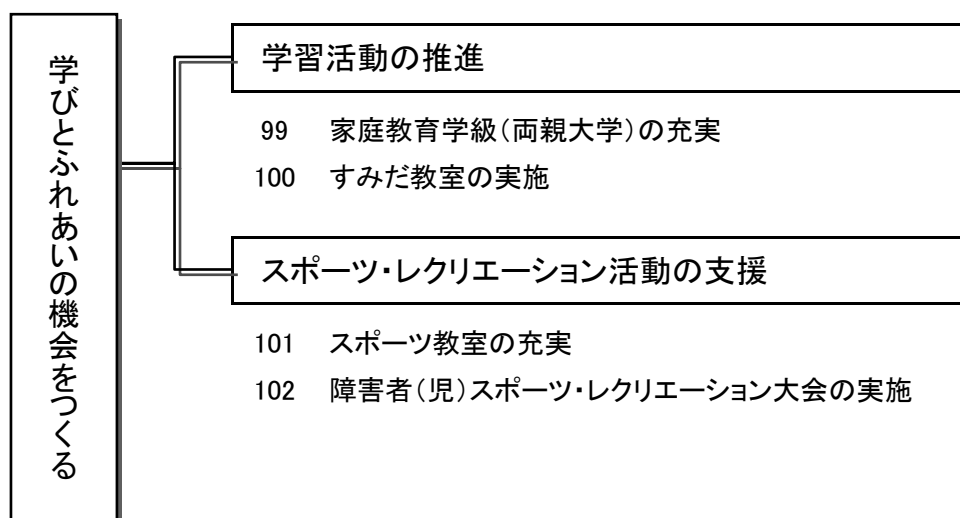 学びとふれあいの機会をつくる
学習活動の推進
99 家庭教育学級(両親大学)の充実
100 すみだ教室の実施
スポーツ・レクリエーション活動の支援
101 スポーツ教室の充実
102 障害者(児)スポーツ・レクリエーション大会の実施